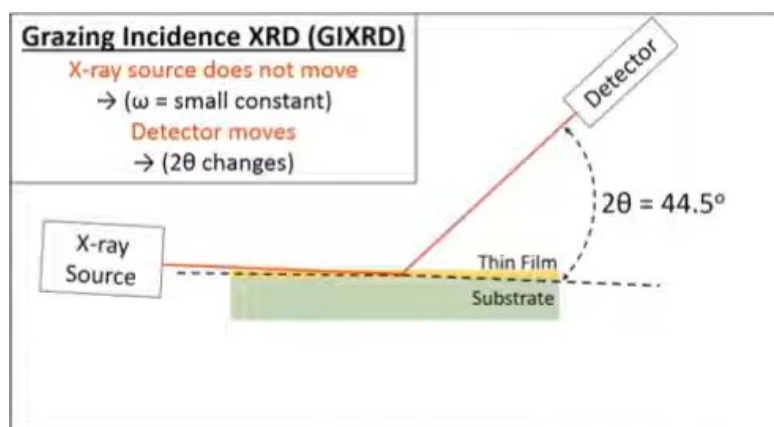 Grazing Incidence XRD (GIXRD)
X-ray source does not move
→ (ω = small constant)
Detector moves
→ (2θ changes)
Detector
2θ = 44.5°
X-ray
Source
Thin Film
Substrate